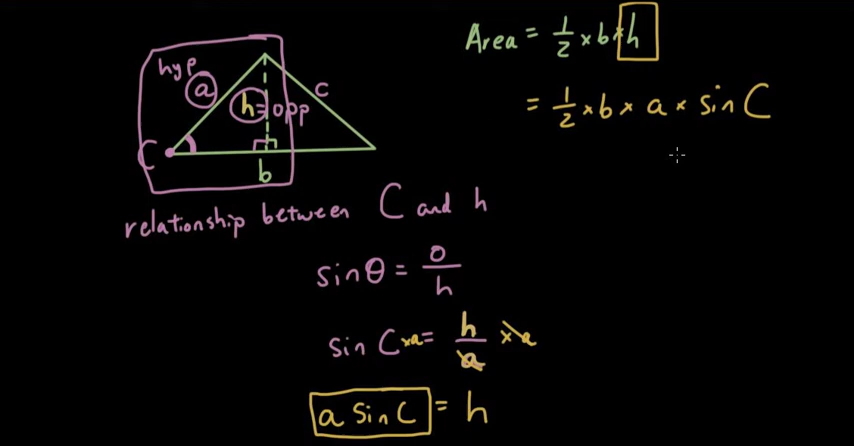 Area = 1/2 × b × h
= 1/2 × b × a × sin C
hyp
a
h = opp
c
C
b
relationship between C and h
sin θ = o/h
sin C ×a = h/a ×a
a sin C = h